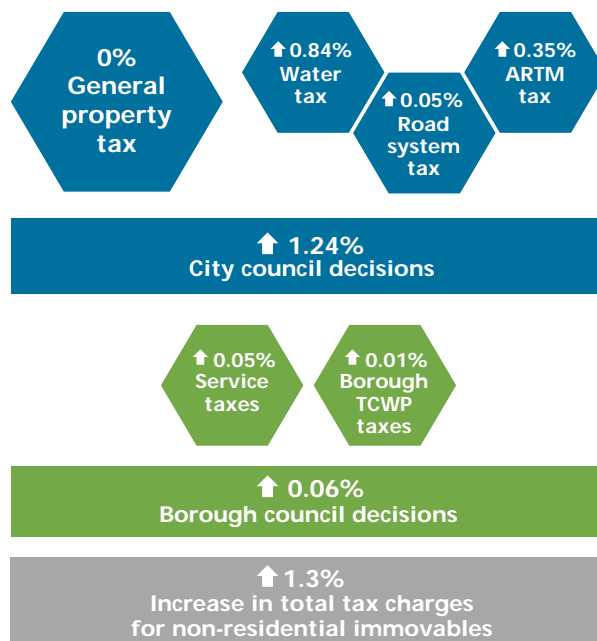 0%
General
property
tax
⬆ 0.84%
Water
tax
⬆ 0.05%
Road
system
tax
⬆ 0.35%
ARTM
tax
⬆ 1.24%
City council decisions
⬆ 0.05%
Service
taxes
⬆ 0.01%
Borough
TCWP
taxes
⬆ 0.06%
Borough council decisions
⬆ 1.3%
Increase in total tax charges
for non-residential immovables